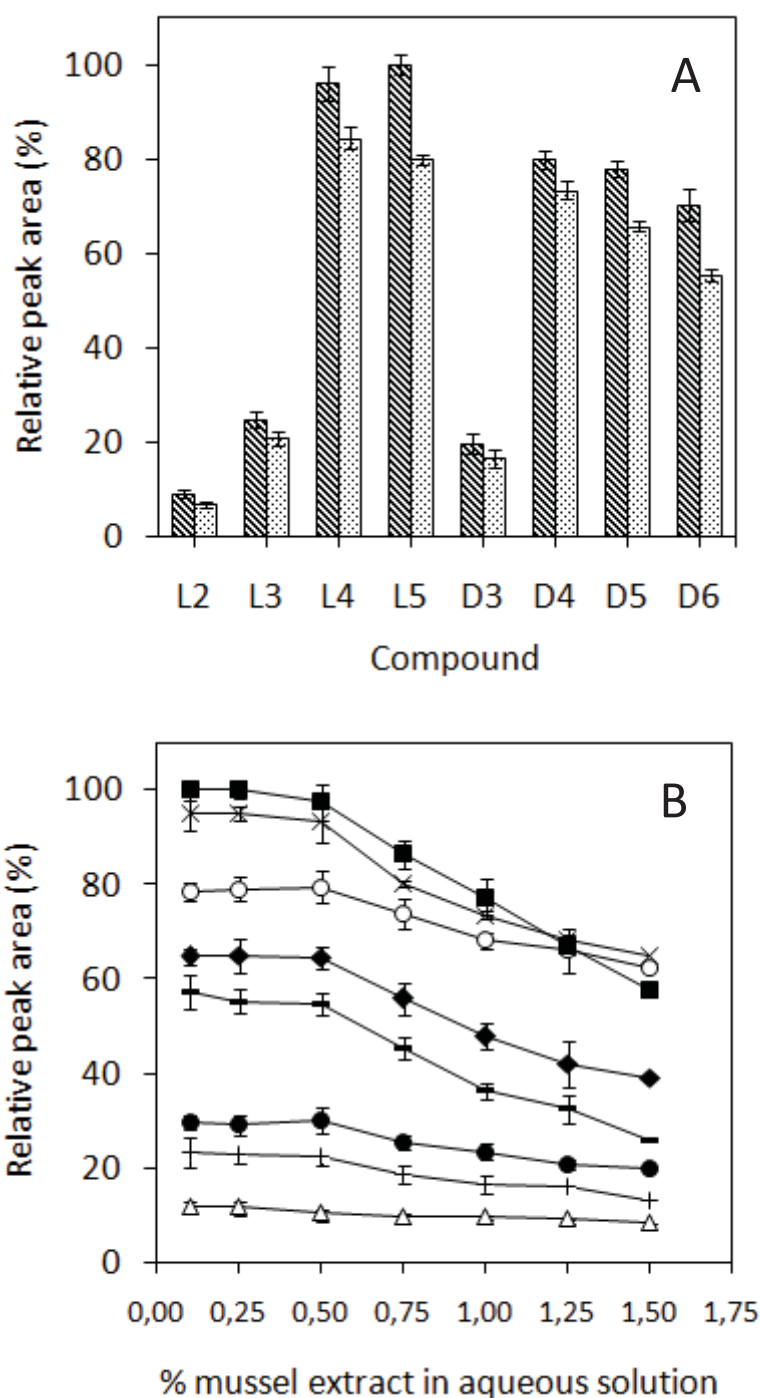 A
Relative peak area (%)
100
80
60
40
20
0
L2 L3 L4 L5 D3 D4 D5 D6
Compound
B
Relative peak area (%)
100
80
60
40
20
0
0,00 0,25 0,50 0,75 1,00 1,25 1,50 1,75
% mussel extract in aqueous solution